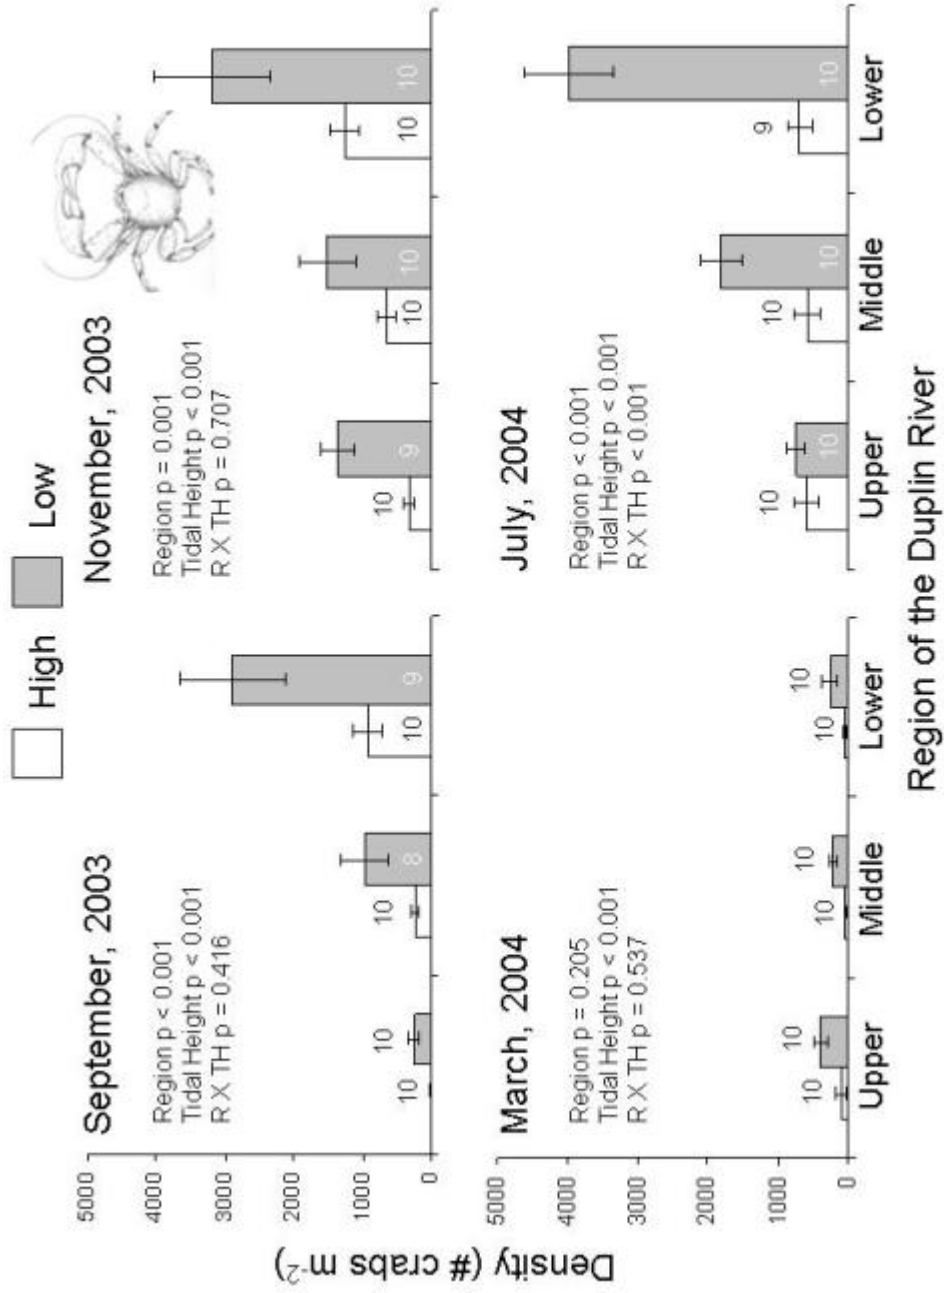 High
Low
September, 2003
Region p < 0.001
Tidal Height p < 0.001
R X TH p = 0.416
5000
4000
3000
2000
1000
0
10
10
10
8
10
9
November, 2003
Region p = 0.001
Tidal Height p < 0.001
R X TH p = 0.707
10
9
10
10
10
10
Density (# crabs m-2)
March, 2004
Region p = 0.205
Tidal Height p < 0.001
R X TH p = 0.537
5000
4000
3000
2000
1000
0
10
10
10
10
10
10
Upper
Middle
Lower
July, 2004
Region p < 0.001
Tidal Height p < 0.001
R X TH p < 0.001
10
10
10
10
9
10
Upper
Middle
Lower
Region of the Duplin River